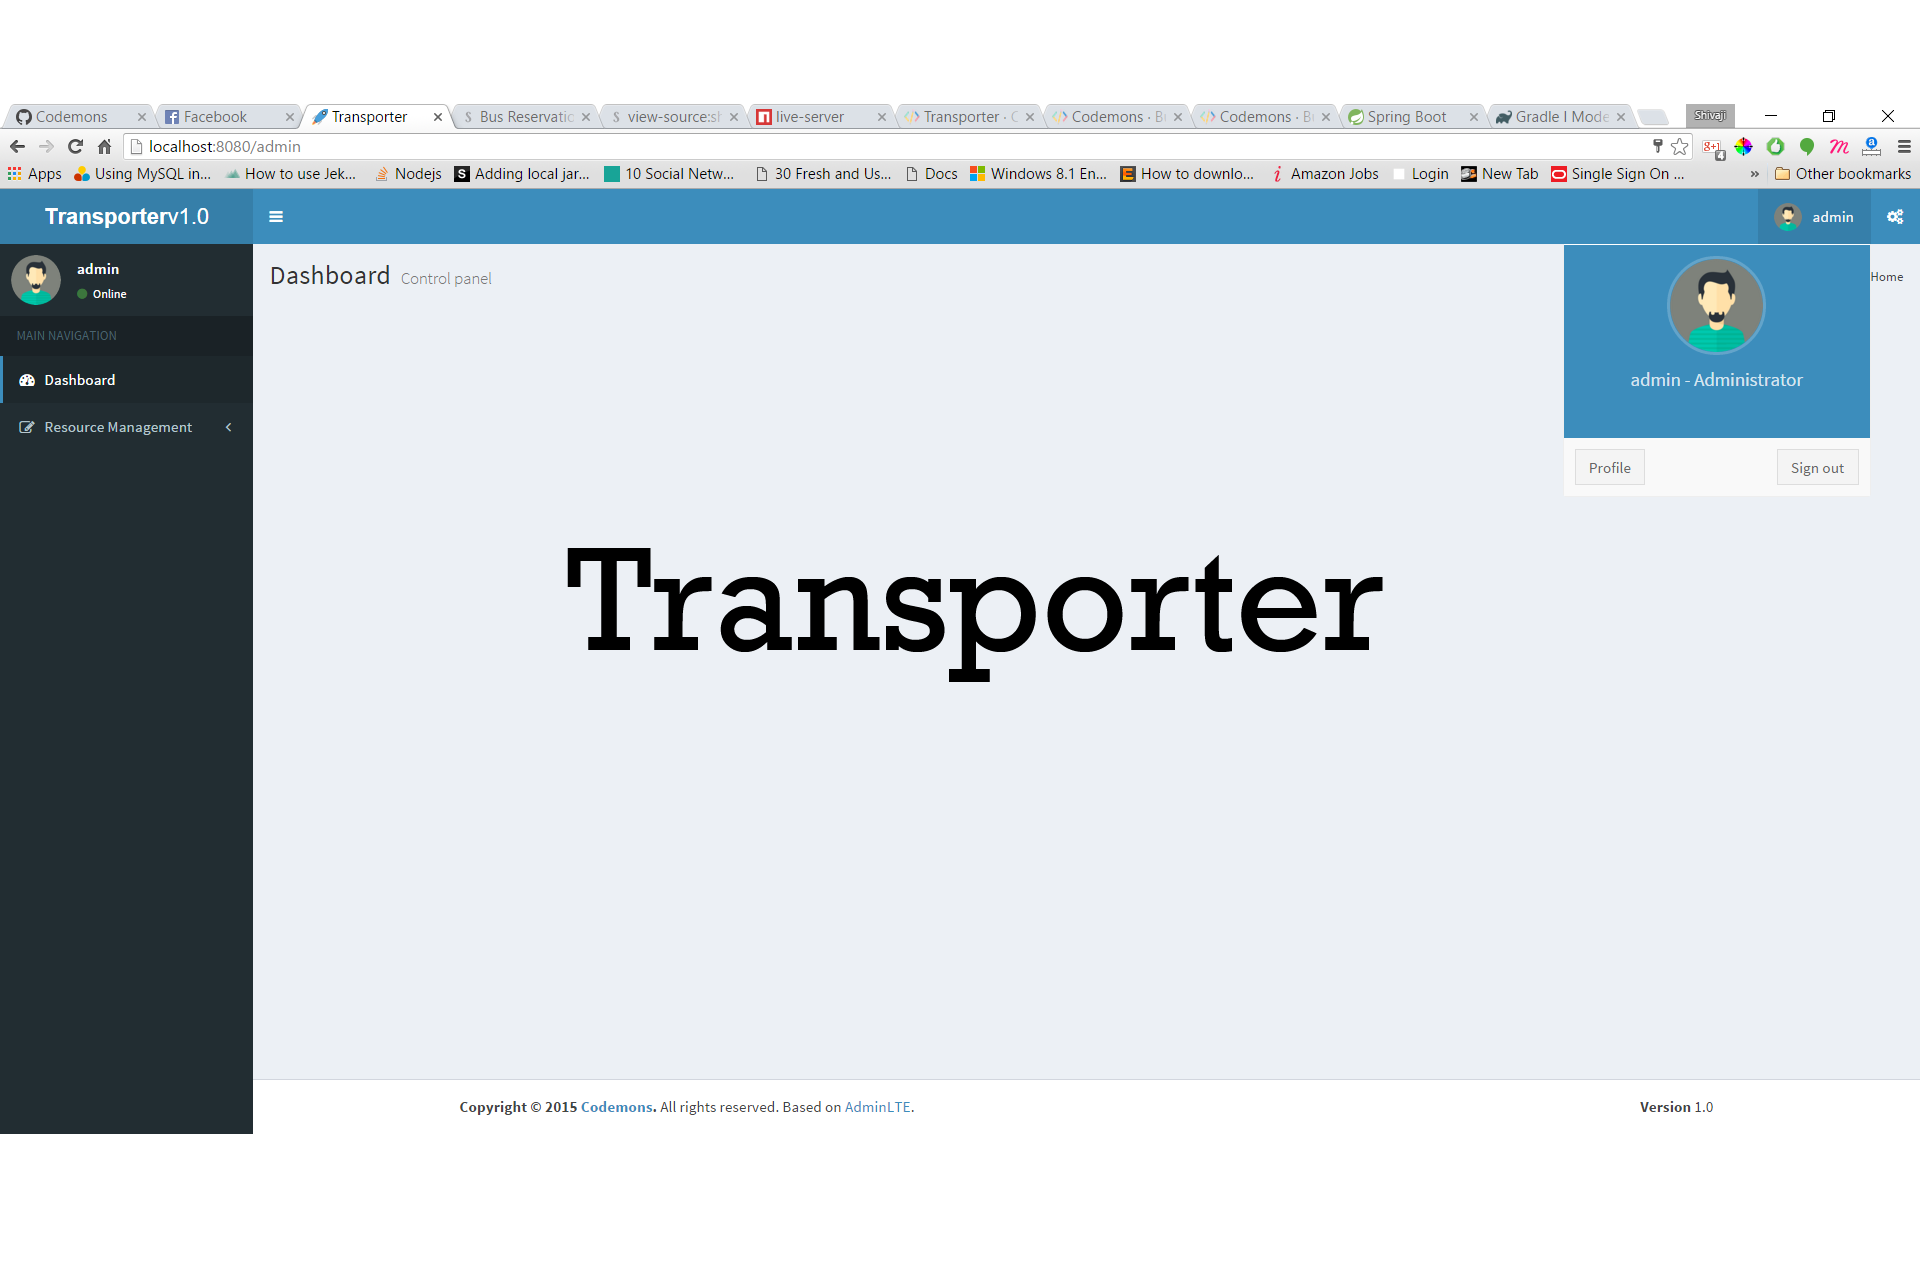 Codemons Facebook Transporter Bus Reservatio view-source:sh live-server Transporter · C Codemons · Bi Codemons · Bi Spring Boot Gradle | Mode Shivaji
localhost:8080/admin
Apps Using MySQL in... How to use Jek... Nodejs Adding local jar... 10 Social Netw... 30 Fresh and Us... Docs Windows 8.1 En... How to downlo... Amazon Jobs Login New Tab Single Sign On ... » Other bookmarks
Transporterv1.0 admin
admin
Online
MAIN NAVIGATION
Dashboard
Resource Management
Dashboard Control panel
Home
admin - Administrator
Profile Sign out
Transporter
Copyright © 2015 Codemons. All rights reserved. Based on AdminLTE. Version 1.0